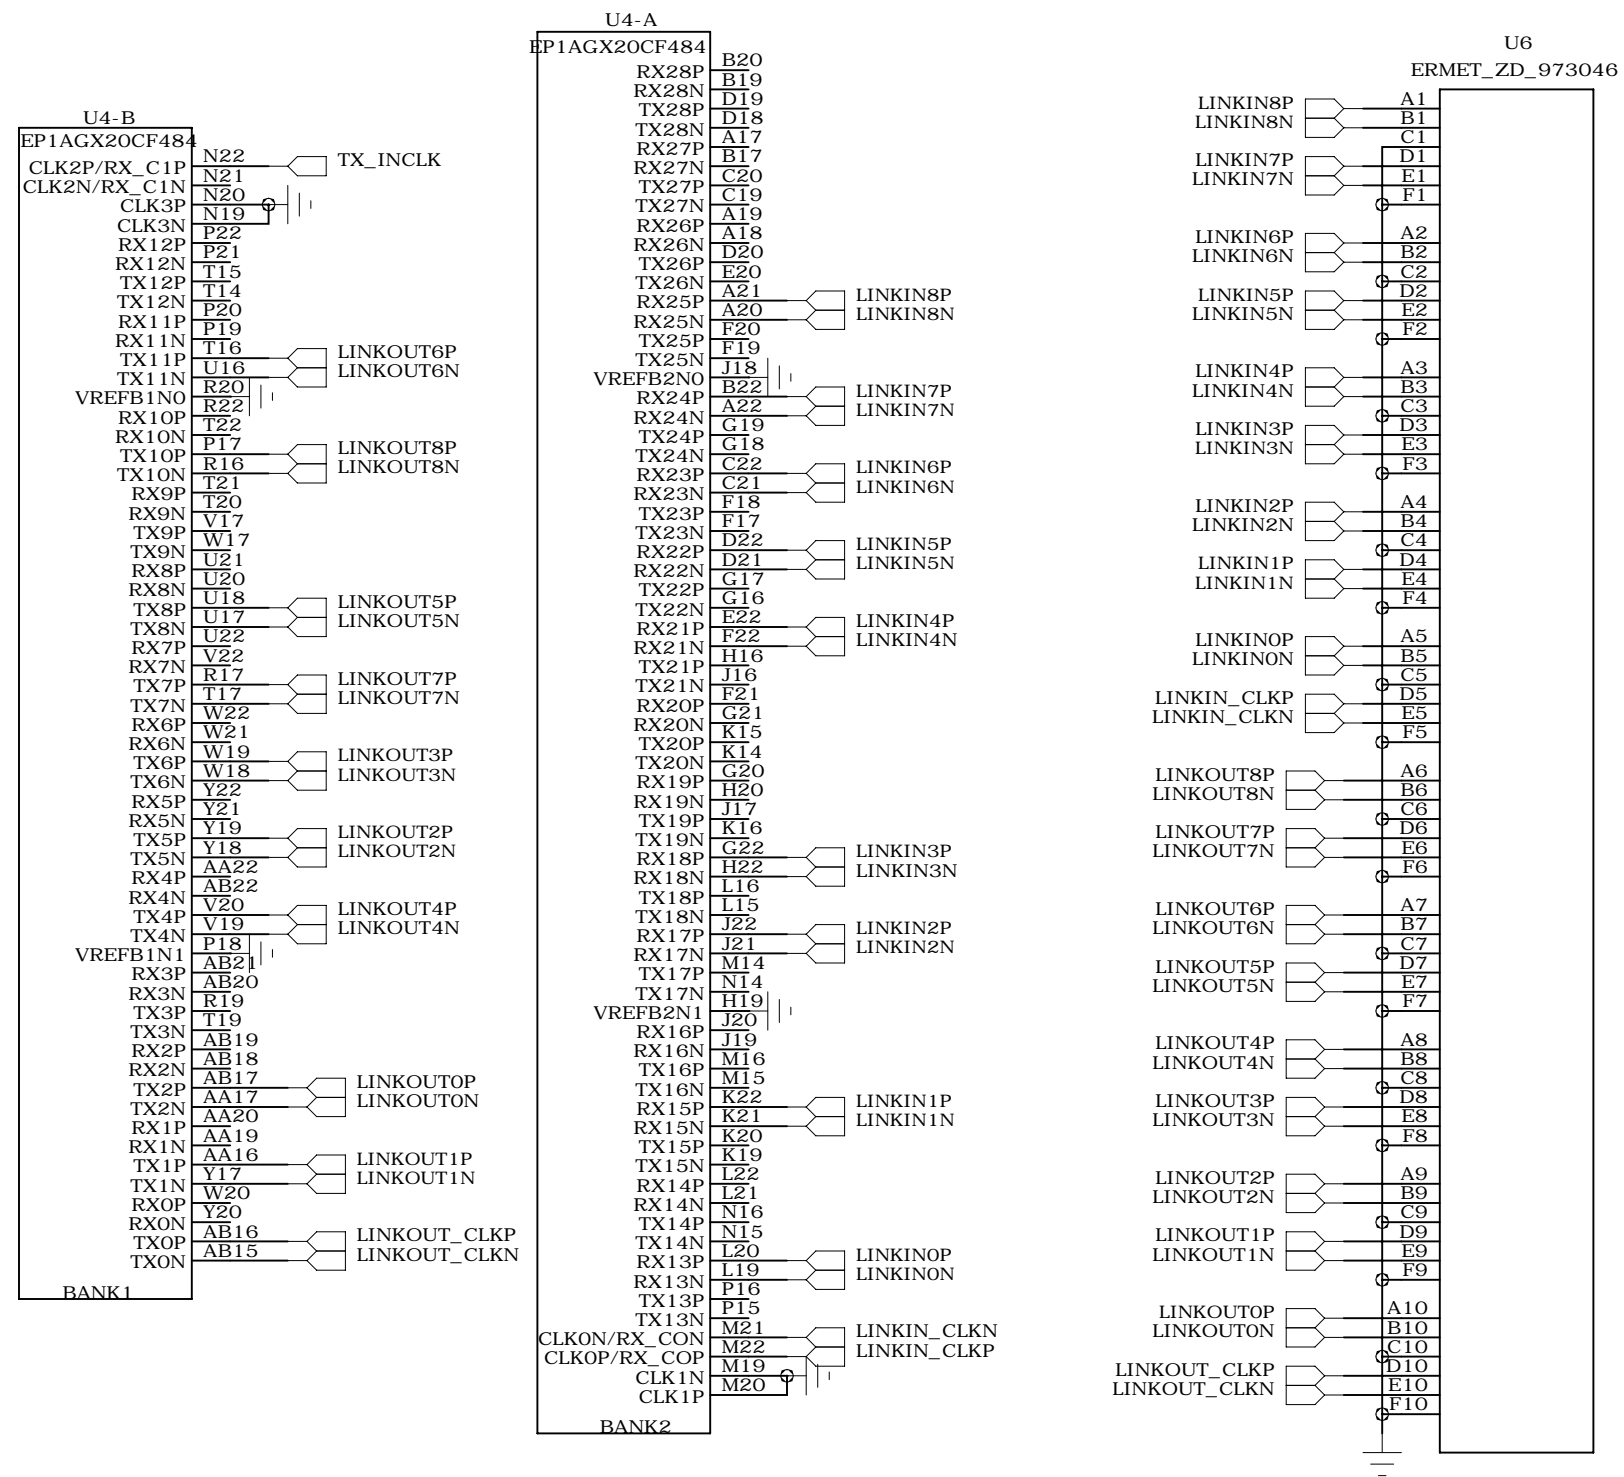 U4-B
EP1AGX20CF484
CLK2P/RX_C1P N22 TX_INCLK
CLK2N/RX_C1N N21
CLK3P N20
CLK3N N19
RX12P P22
RX12N P21
TX12P T15
TX12N T14
RX11P P20
RX11N P19
TX11P T16 LINKOUT6P
TX11N U16 LINKOUT6N
VREFB1N0 R20
RX10P R22
RX10N T22
TX10P P17 LINKOUT8P
TX10N R16 LINKOUT8N
RX9P T21
RX9N T20
TX9P V17
TX9N W17
RX8P U21
RX8N U20
TX8P U18 LINKOUT5P
TX8N U17 LINKOUT5N
RX7P U22
RX7N V22
TX7P R17 LINKOUT7P
TX7N T17 LINKOUT7N
RX6P W22
RX6N W21
TX6P W19 LINKOUT3P
TX6N W18 LINKOUT3N
RX5P Y22
RX5N Y21
TX5P Y19 LINKOUT2P
TX5N Y18 LINKOUT2N
RX4P AA22
RX4N AB22
TX4P V20 LINKOUT4P
TX4N V19 LINKOUT4N
VREFB1N1 P18
RX3P AB21
RX3N AB20
TX3P R19
TX3N T19
RX2P AB19
RX2N AB18
TX2P AB17 LINKOUT0P
TX2N AA17 LINKOUT0N
RX1P AA20
RX1N AA19
TX1P AA16 LINKOUT1P
TX1N Y17 LINKOUT1N
RX0P W20
RX0N Y20
TX0P AB16 LINKOUT_CLKP
TX0N AB15 LINKOUT_CLKN
BANK1
U4-A
EP1AGX20CF484
RX28P B20
RX28N B19
TX28P D19
TX28N D18
RX27P A17
RX27N B17
TX27P C20
TX27N C19
RX26P A19
RX26N A18
TX26P D20
TX26N E20
RX25P A21 LINKIN8P
RX25N A20 LINKIN8N
TX25P F20
TX25N F19
VREFB2N0 J18
RX24P B22 LINKIN7P
RX24N A22 LINKIN7N
TX24P G19
TX24N G18
RX23P C22 LINKIN6P
RX23N C21 LINKIN6N
TX23P F18
TX23N F17
RX22P D22 LINKIN5P
RX22N D21 LINKIN5N
TX22P G17
TX22N G16
RX21P E22 LINKIN4P
RX21N F22 LINKIN4N
TX21P H16
TX21N J16
RX20P F21
RX20N G21
TX20P K15
TX20N K14
RX19P G20
RX19N H20
TX19P J17
TX19N K16
RX18P G22 LINKIN3P
RX18N H22 LINKIN3N
TX18P L16
TX18N L15
RX17P J22 LINKIN2P
RX17N J21 LINKIN2N
TX17P M14
TX17N N14
VREFB2N1 H19
RX16P J20
RX16N J19
TX16P M16
TX16N M15
RX15P K22 LINKIN1P
RX15N K21 LINKIN1N
TX15P K20
TX15N K19
RX14P L22
RX14N L21
TX14P N16
TX14N N15
RX13P L20 LINKIN0P
RX13N L19 LINKIN0N
TX13P P16
TX13N P15
CLK0N/RX_C0N M21 LINKIN_CLKN
CLK0P/RX_C0P M22 LINKIN_CLKP
CLK1N M19
CLK1P M20
BANK2
U6
ERMET_ZD_973046
LINKIN8P A1
LINKIN8N B1
C1
LINKIN7P D1
LINKIN7N E1
F1
LINKIN6P A2
LINKIN6N B2
C2
LINKIN5P D2
LINKIN5N E2
F2
LINKIN4P A3
LINKIN4N B3
C3
LINKIN3P D3
LINKIN3N E3
F3
LINKIN2P A4
LINKIN2N B4
C4
LINKIN1P D4
LINKIN1N E4
F4
LINKIN0P A5
LINKIN0N B5
C5
LINKIN_CLKP D5
LINKIN_CLKN E5
F5
LINKOUT8P A6
LINKOUT8N B6
C6
LINKOUT7P D6
LINKOUT7N E6
F6
LINKOUT6P A7
LINKOUT6N B7
C7
LINKOUT5P D7
LINKOUT5N E7
F7
LINKOUT4P A8
LINKOUT4N B8
C8
LINKOUT3P D8
LINKOUT3N E8
F8
LINKOUT2P A9
LINKOUT2N B9
C9
LINKOUT1P D9
LINKOUT1N E9
F9
LINKOUT0P A10
LINKOUT0N B10
C10
LINKOUT_CLKP D10
LINKOUT_CLKN E10
F10